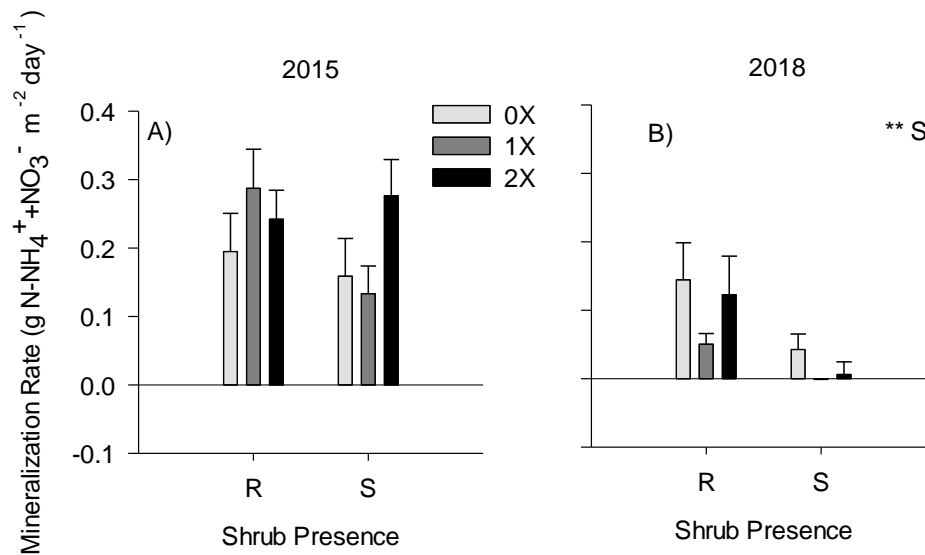 Mineralization Rate (g N-NH4⁺+NO3⁻ m⁻² day⁻¹)
2015
2018
0.4
0.3
0.2
0.1
0.0
-0.1
A)
0X
1X
2X
B)
** S
R
S
R
S
Shrub Presence
Shrub Presence